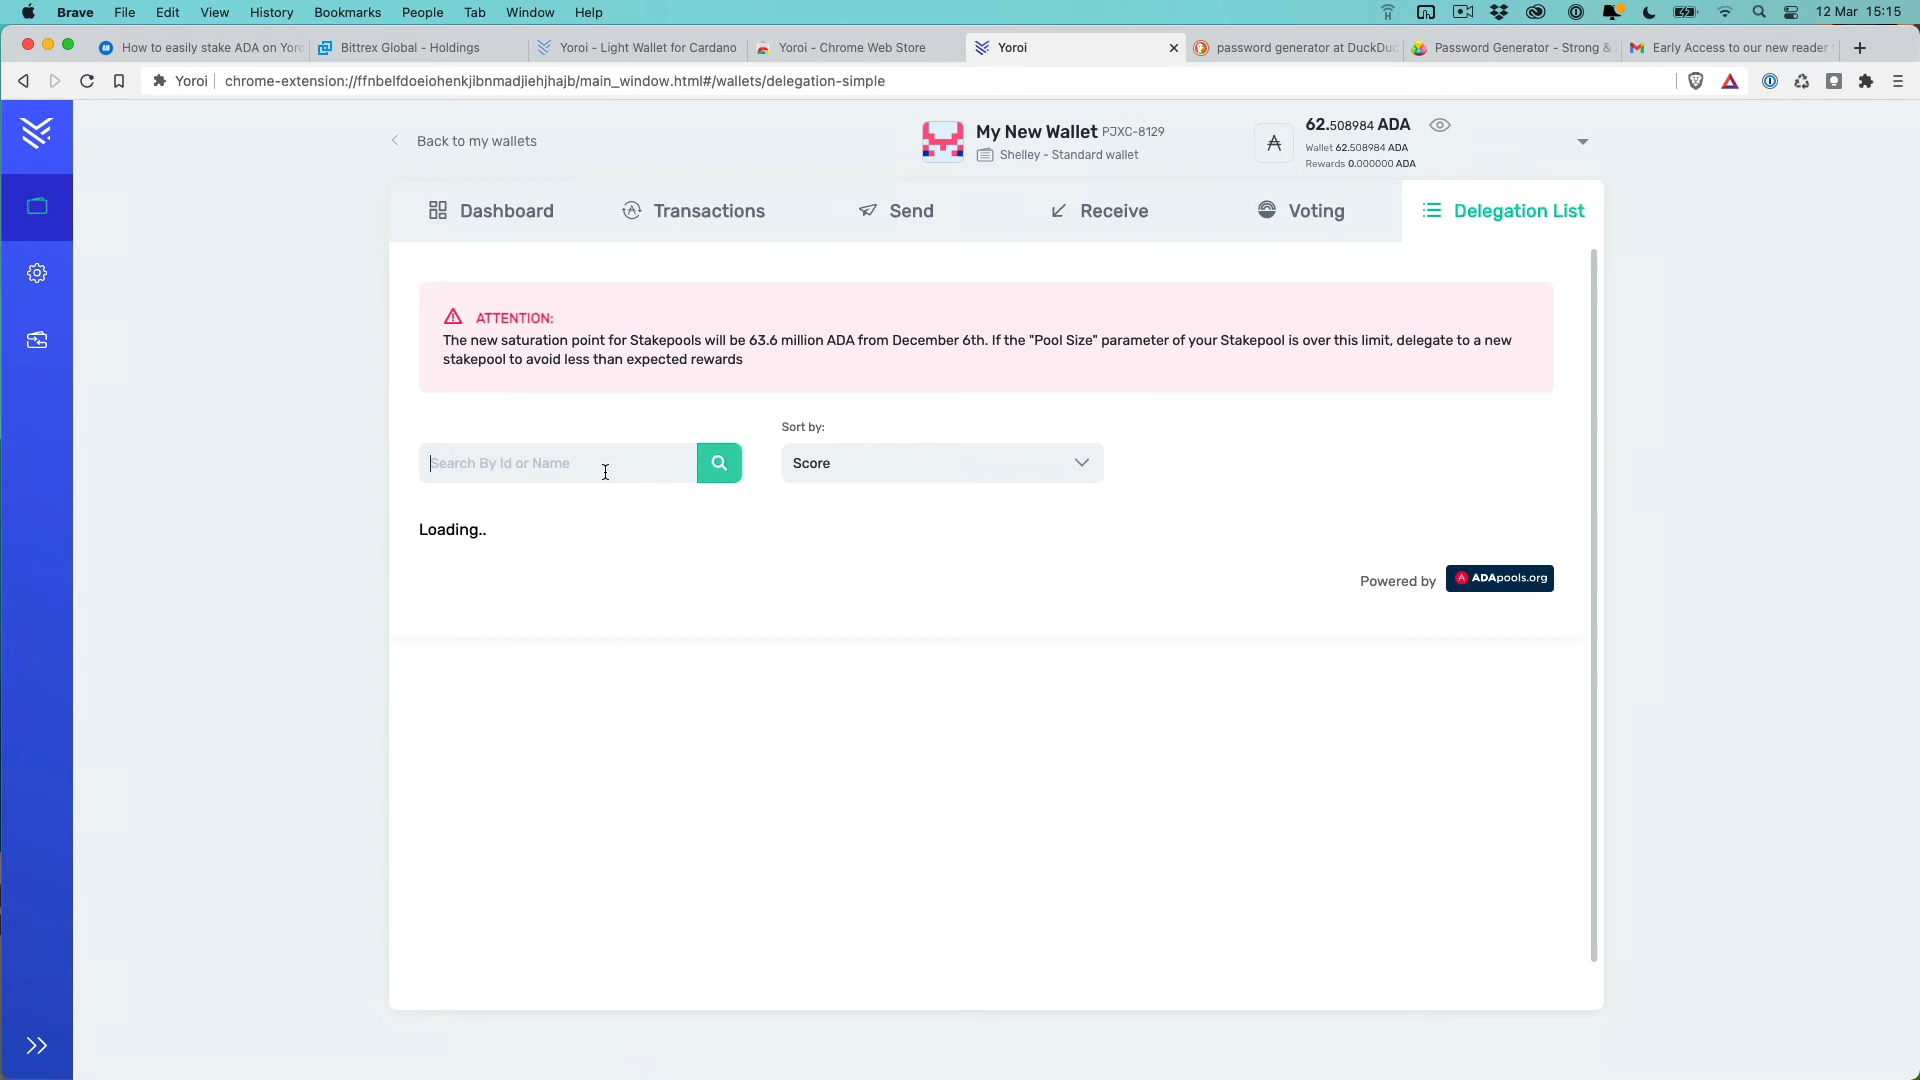 Brave File Edit View History Bookmarks People Tab Window Help 12 Mar 15:15
How to easily stake ADA on Yoro Bittrex Global - Holdings Yoroi - Light Wallet for Cardano Yoroi - Chrome Web Store Yoroi password generator at DuckDuc Password Generator - Strong & Early Access to our new reader
Yoroi chrome-extension://ffnbelfdoeiohenkjibnmadjiehjhajb/main_window.html#/wallets/delegation-simple
Back to my wallets
My New Wallet PJXC-8129
Shelley - Standard wallet
62.508984 ADA
Wallet 62.508984 ADA
Rewards 0.000000 ADA
Dashboard Transactions Send Receive Voting Delegation List
ATTENTION:
The new saturation point for Stakepools will be 63.6 million ADA from December 6th. If the "Pool Size" parameter of your Stakepool is over this limit, delegate to a new
stakepool to avoid less than expected rewards
Sort by:
Search By Id or Name
Score
Loading..
Powered by ADApools.org